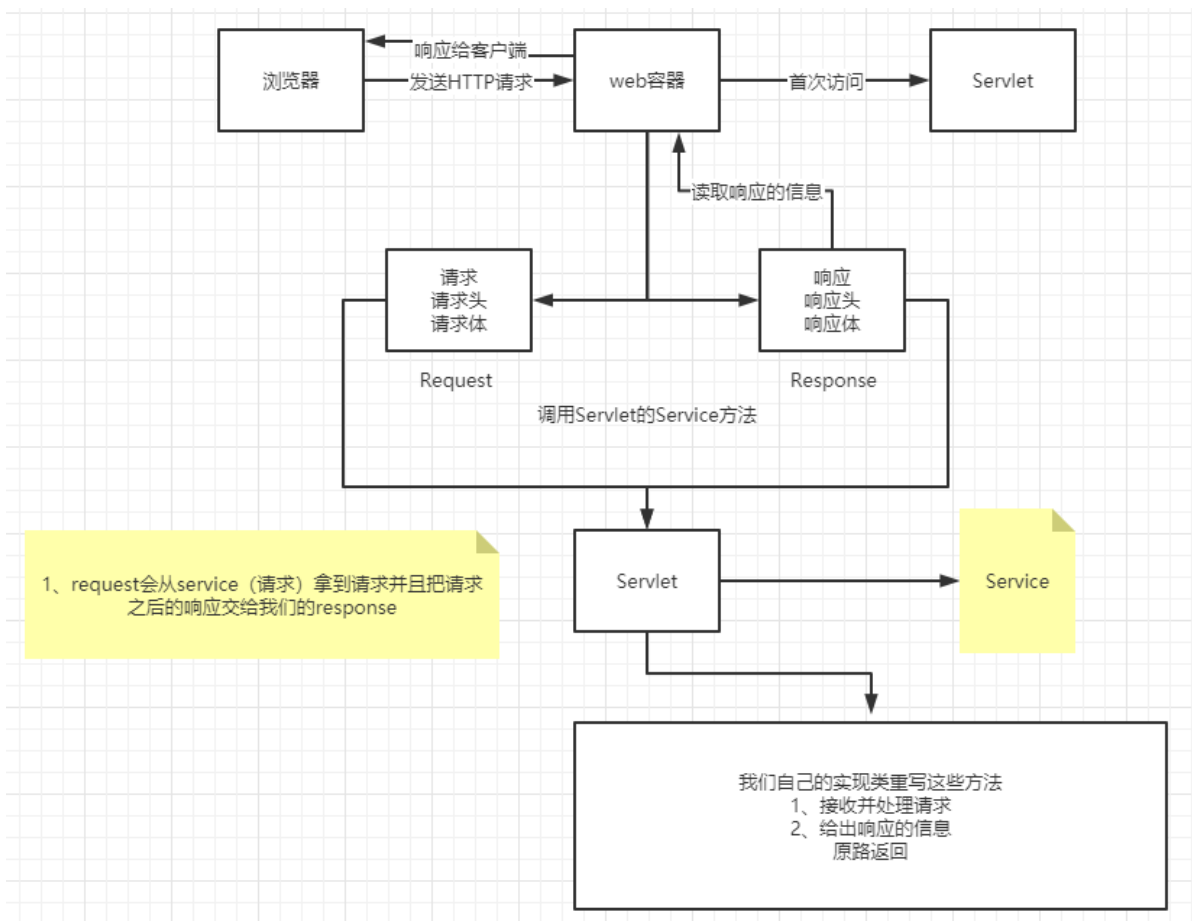 响应给客户端
浏览器
发送HTTP请求
web容器
首次访问
Servlet
读取响应的信息
请求
请求头
请求体
响应
响应头
响应体
Request
Response
调用Servlet的Service方法
1、request会从service（请求）拿到请求并且把请求
之后的响应交给我们的response
Servlet
Service
我们自己的实现类重写这些方法
1、接收并处理请求
2、给出响应的信息
原路返回